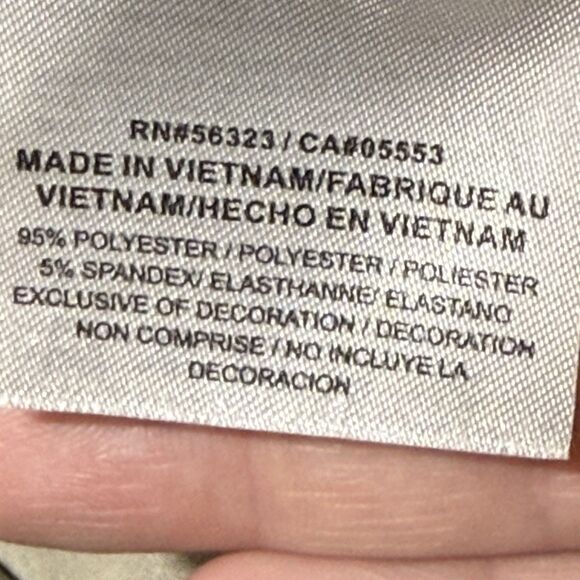 RN#56323 / CA#05553
MADE IN VIETNAM/FABRIQUE AU
VIETNAM/HECHO EN VIETNAM
95% POLYESTER / POLYESTER / POLIESTER
5% SPANDEX/ ELASTHANNE/ ELASTANO
EXCLUSIVE OF DECORATION / DECORATION
NON COMPRISE / NO INCLUYE LA
DECORACION